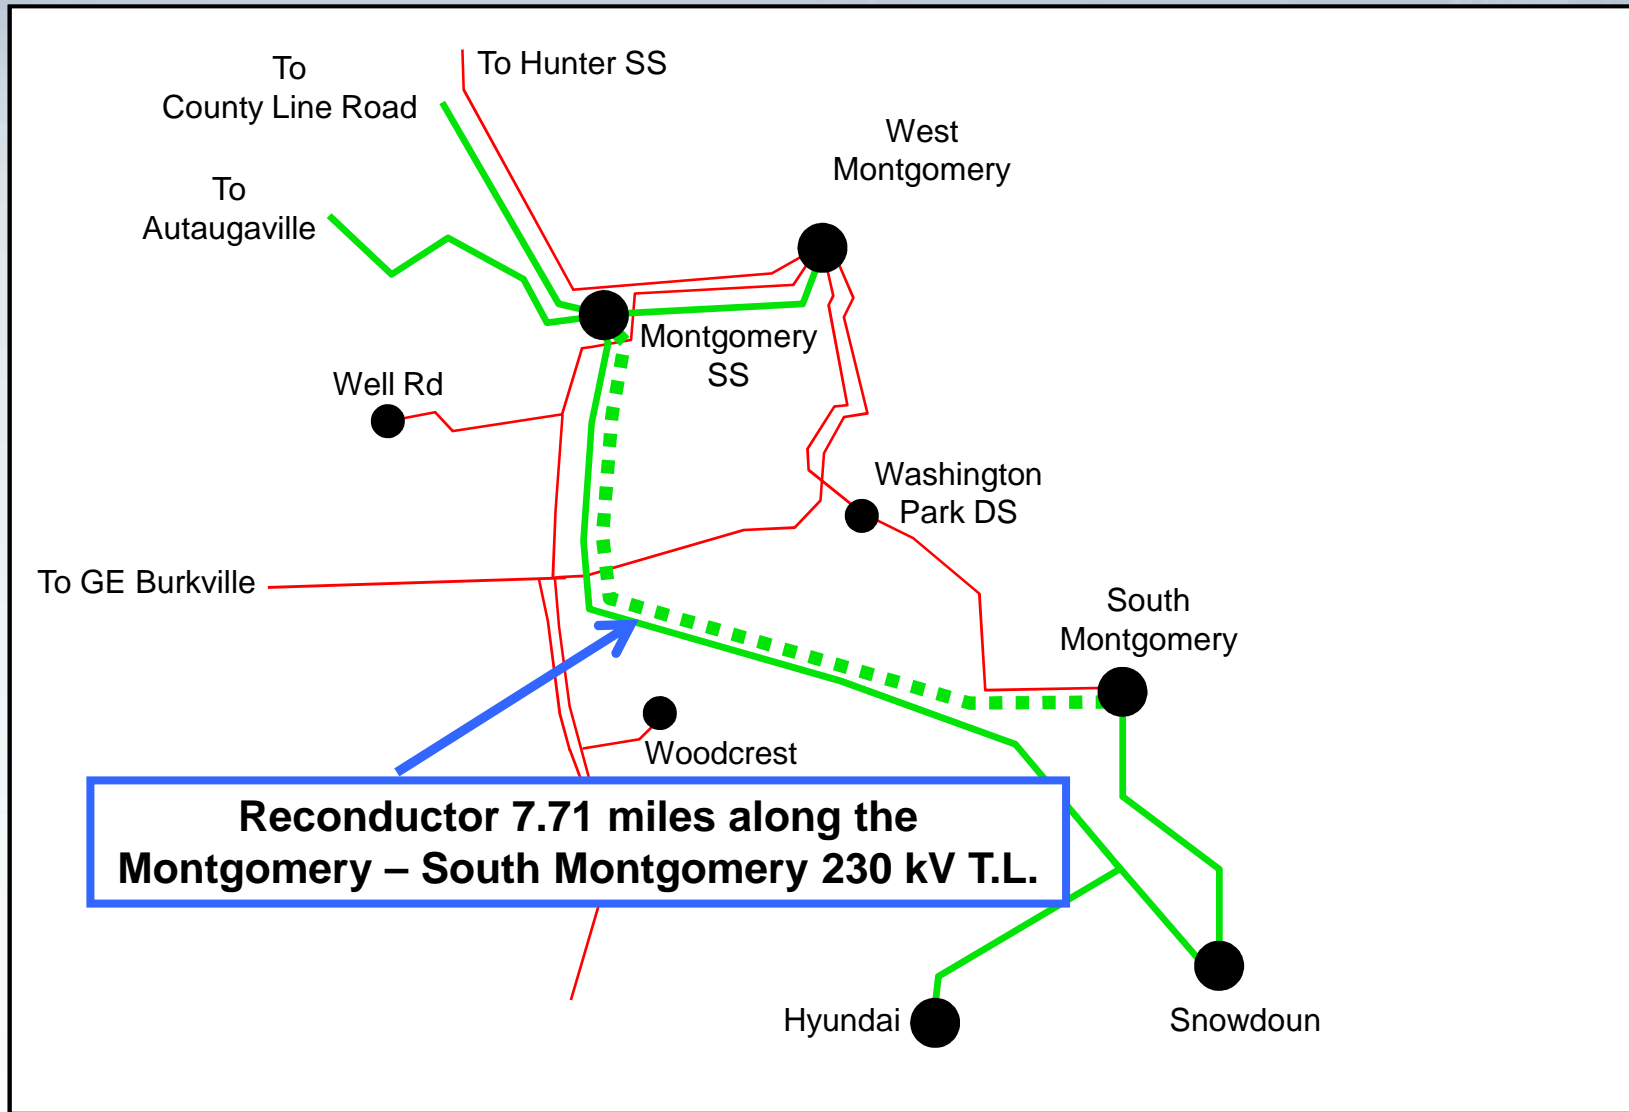 To Hunter SS
To
County Line Road
West
Montgomery
To
Autaugaville
Montgomery
SS
Well Rd
Washington
Park DS
To GE Burkville
South
Montgomery
Woodcrest
Reconductor 7.71 miles along the
Montgomery – South Montgomery 230 kV T.L.
Hyundai
Snowdoun